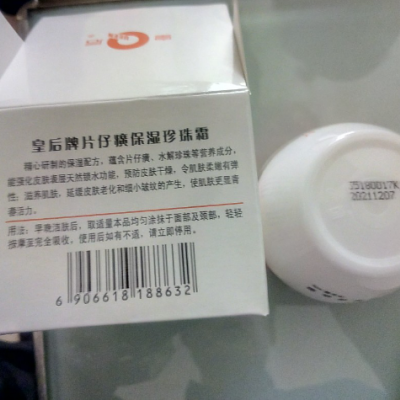 皇后牌片仔癀保湿珍珠霜
精心研制的保湿配方，蕴含片仔癀，水解珍珠等营养成分，
能强化皮肤表层天然锁水功能，预防皮肤干燥，令肌肤柔嫩有弹
性；滋养肌肤，延缓皮肤老化和细小皱纹的产生，使肌肤更显青
春活力。
用法：早晚洁肤后，取适量本品均匀涂抹于面部及颈部，轻轻
按摩至完全吸收，使用后如有不适，请立即停用。
6 906618 188632
20211207